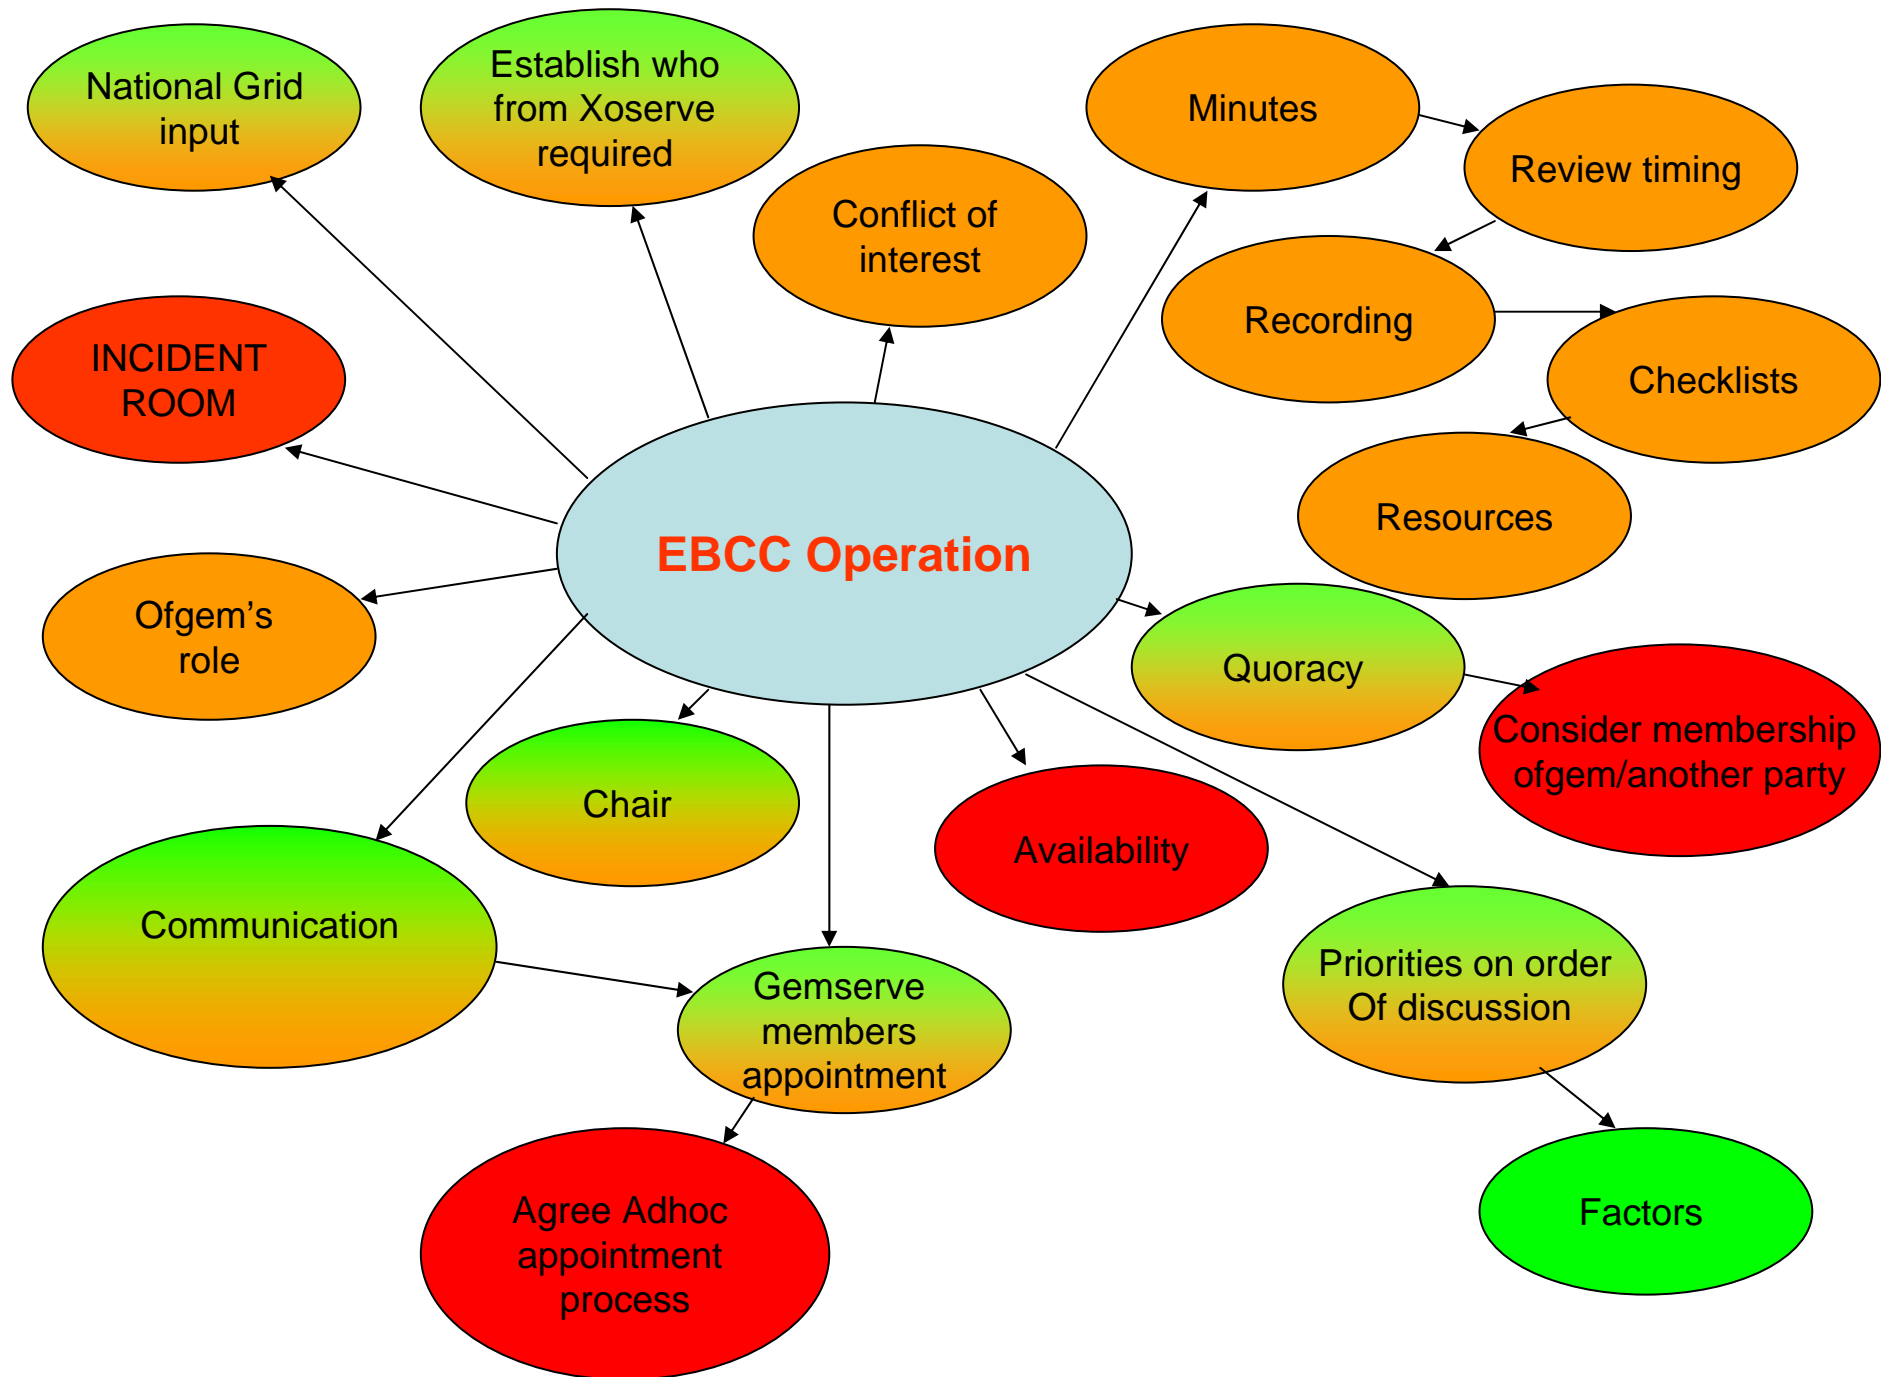 National Grid
input
Establish who
from Xoserve
required
Conflict of
interest
Minutes
Review timing
Recording
Checklists
Resources
INCIDENT
ROOM
EBCC Operation
Ofgem’s
role
Quoracy
Consider membership
ofgem/another party
Chair
Availability
Communication
Gemserve
members
appointment
Priorities on order
Of discussion
Agree Adhoc
appointment
process
Factors